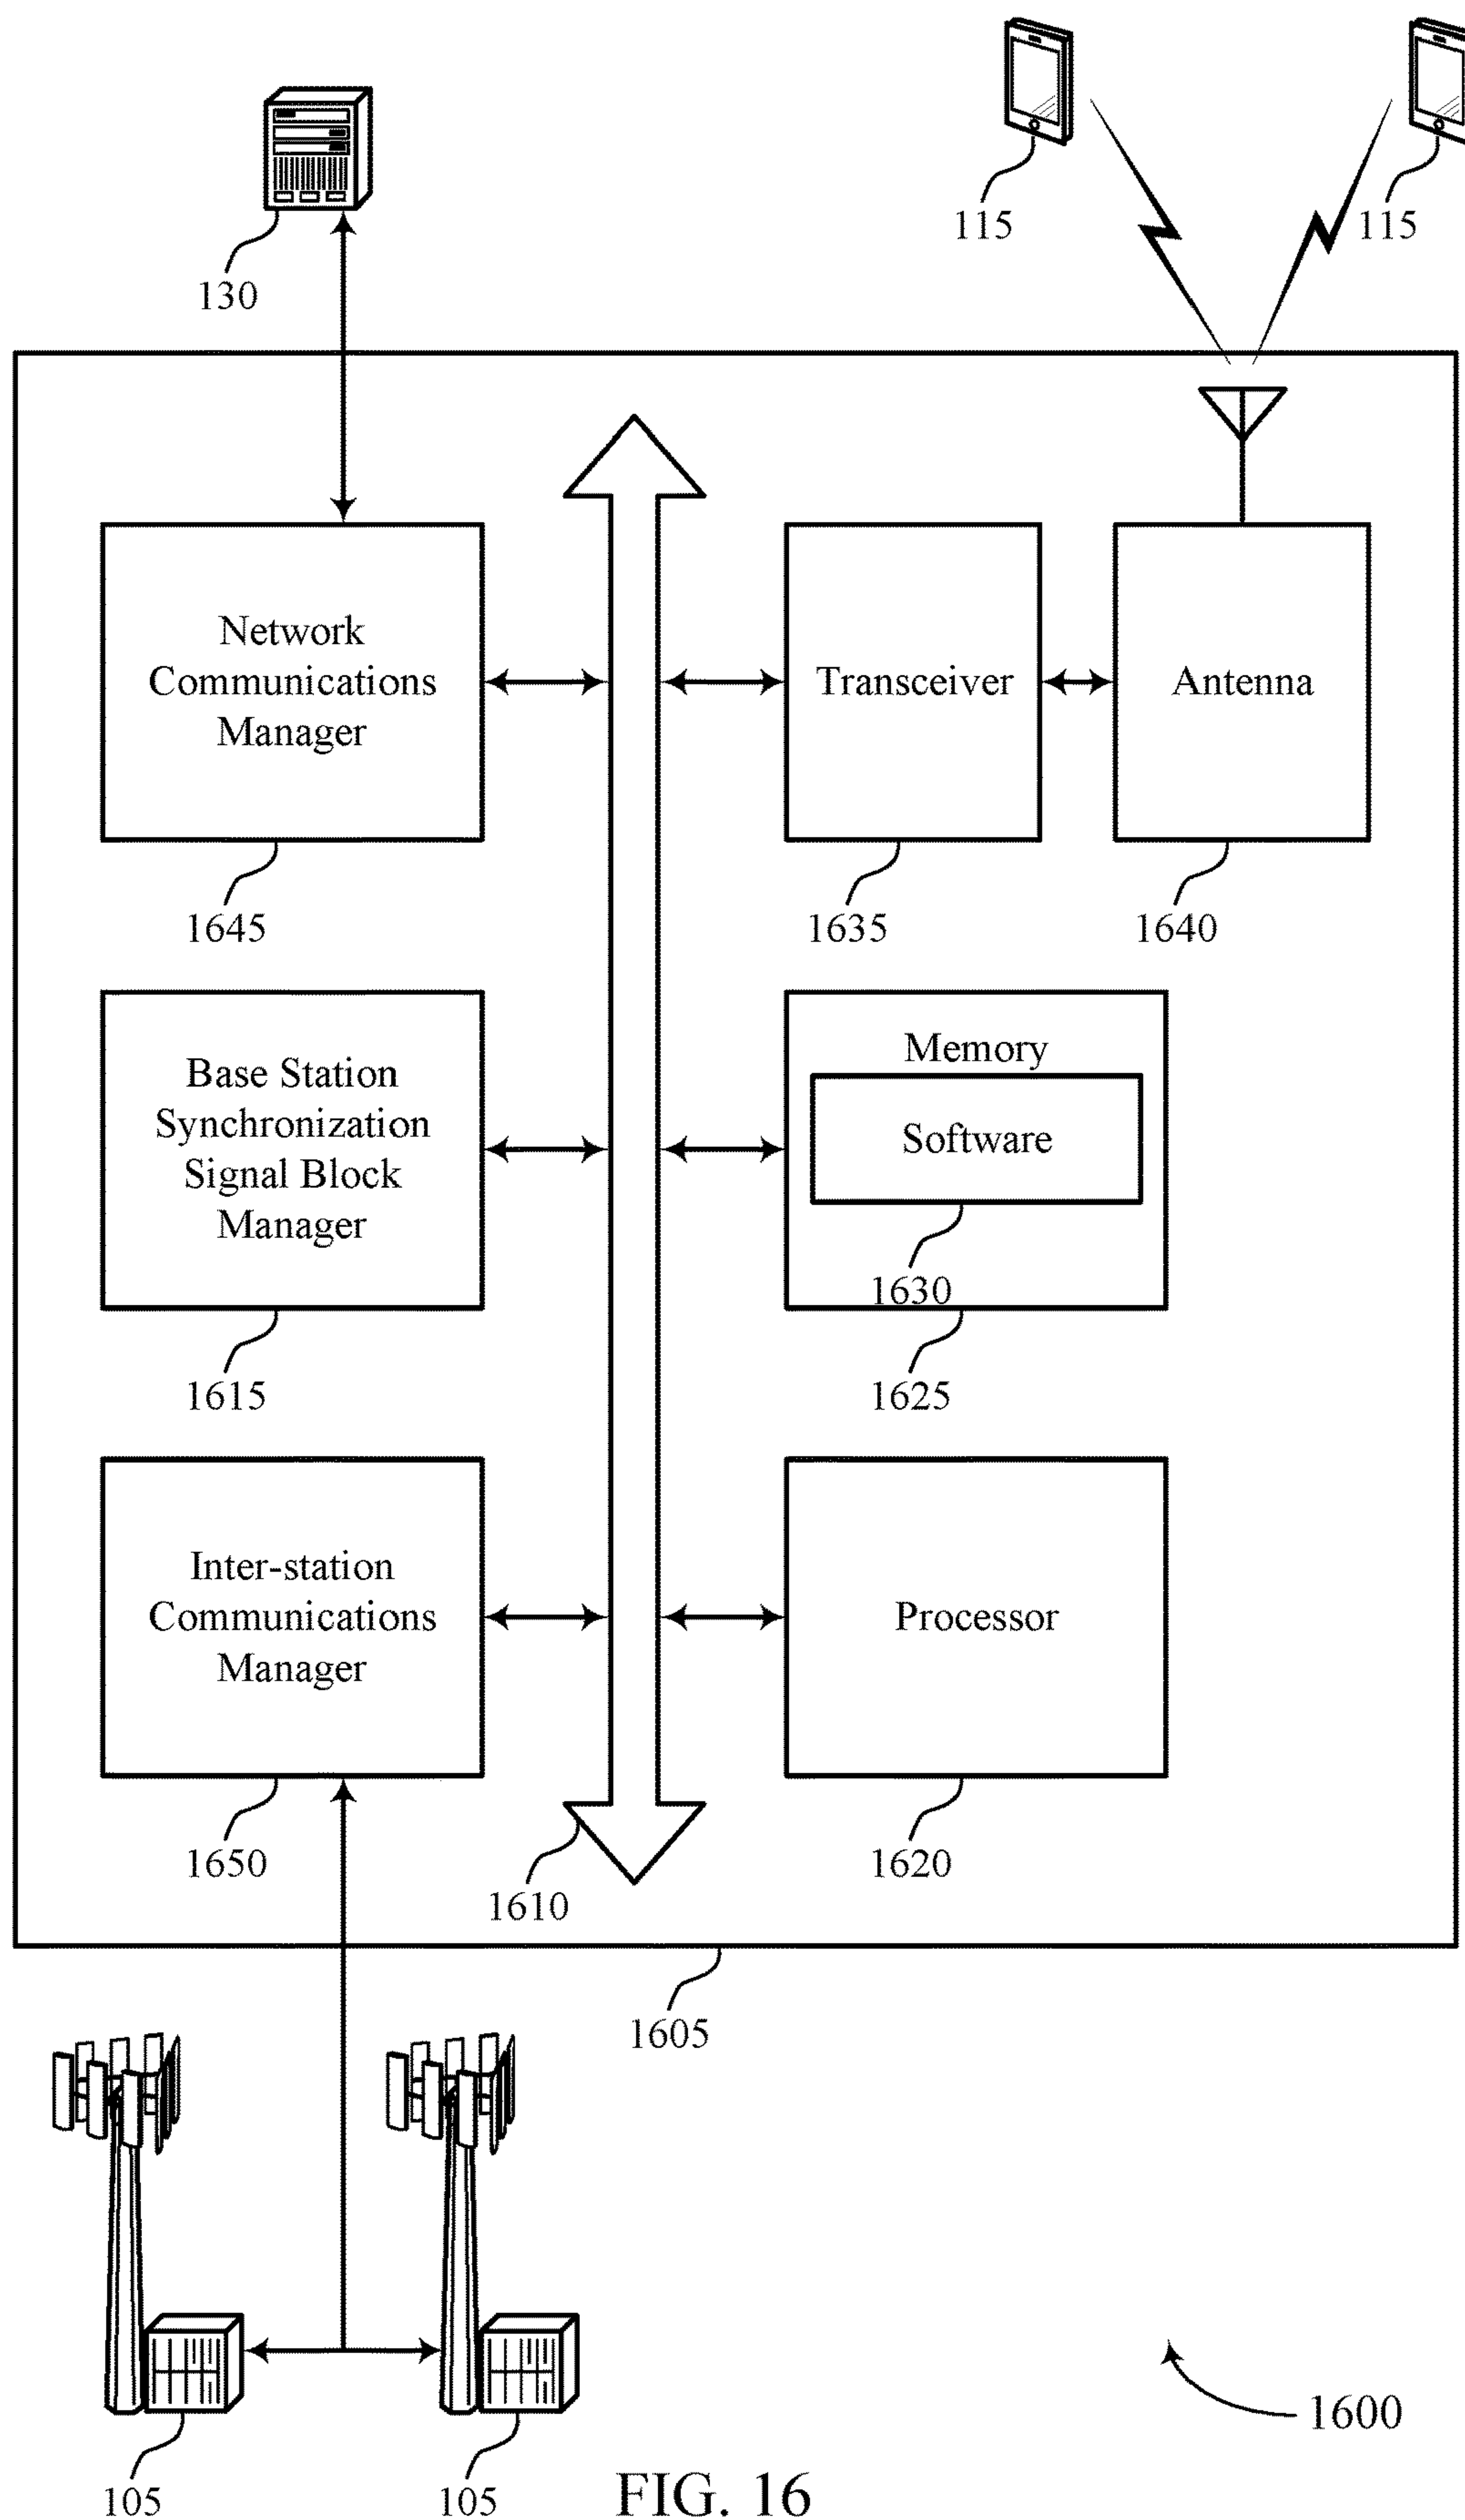 115
115
130
Network
Communications
Manager
Transceiver
Antenna
1645
1635
1640
Base Station
Synchronization
Signal Block
Manager
Memory
Software
1630
1615
1625
Inter-station
Communications
Manager
Processor
1650
1610
1620
1605
1600
105
105
FIG. 16